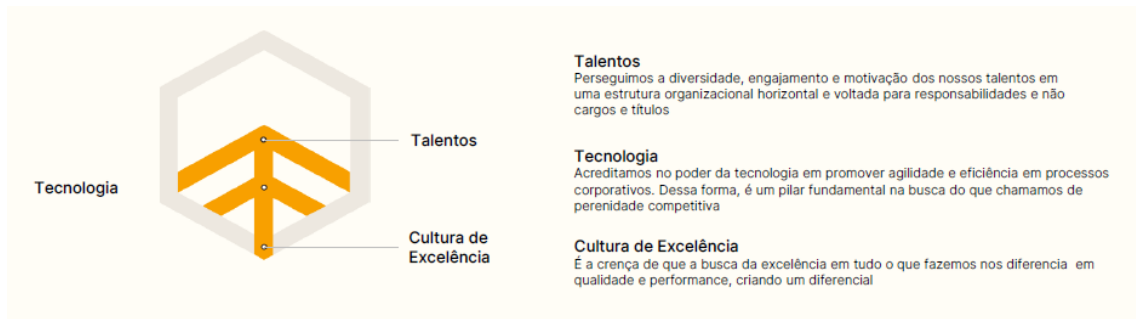 Tecnologia
Talentos
Cultura de
Excelência
Talentos
Perseguimos a diversidade, engajamento e motivação dos nossos talentos em
uma estrutura organizacional horizontal e voltada para responsabilidades e não
cargos e títulos
Tecnologia
Acreditamos no poder da tecnologia em promover agilidade e eficiência em processos
corporativos. Dessa forma, é um pilar fundamental na busca do que chamamos de
perenidade competitiva
Cultura de Excelência
É a crença de que a busca da excelência em tudo o que fazemos nos diferencia em
qualidade e performance, criando um diferencial